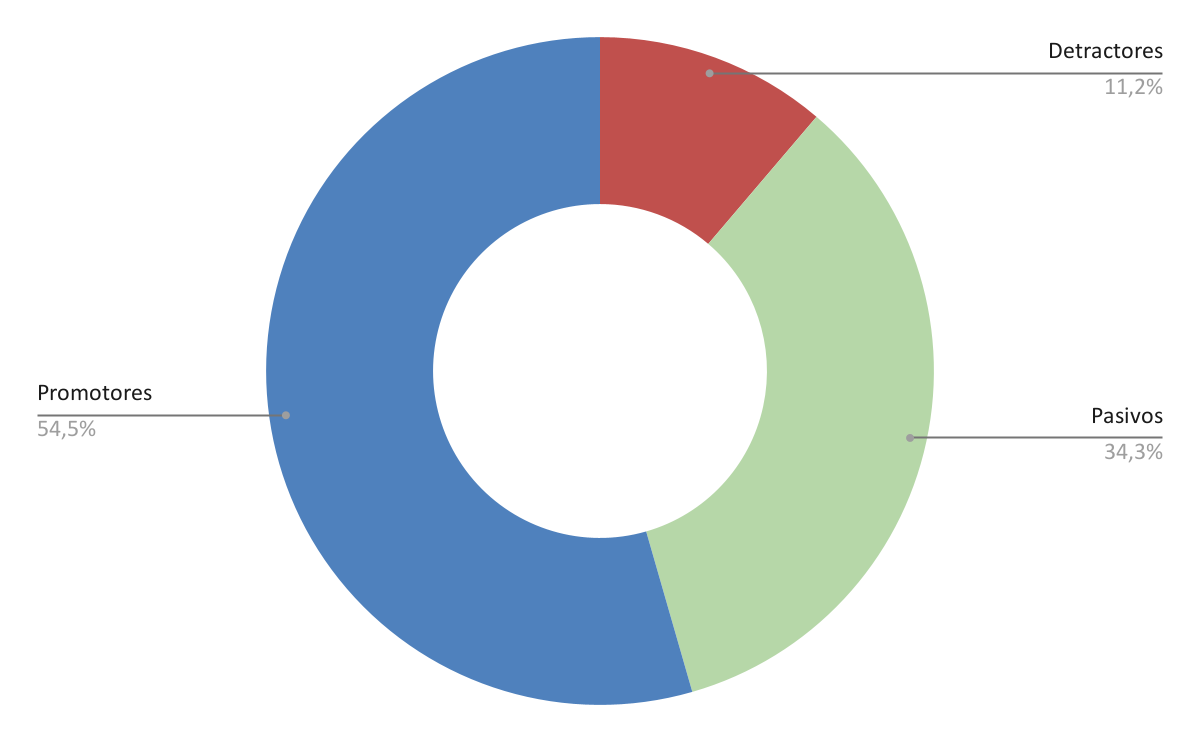 Detractores
11,2%
Promotores
54,5%
Pasivos
34,3%